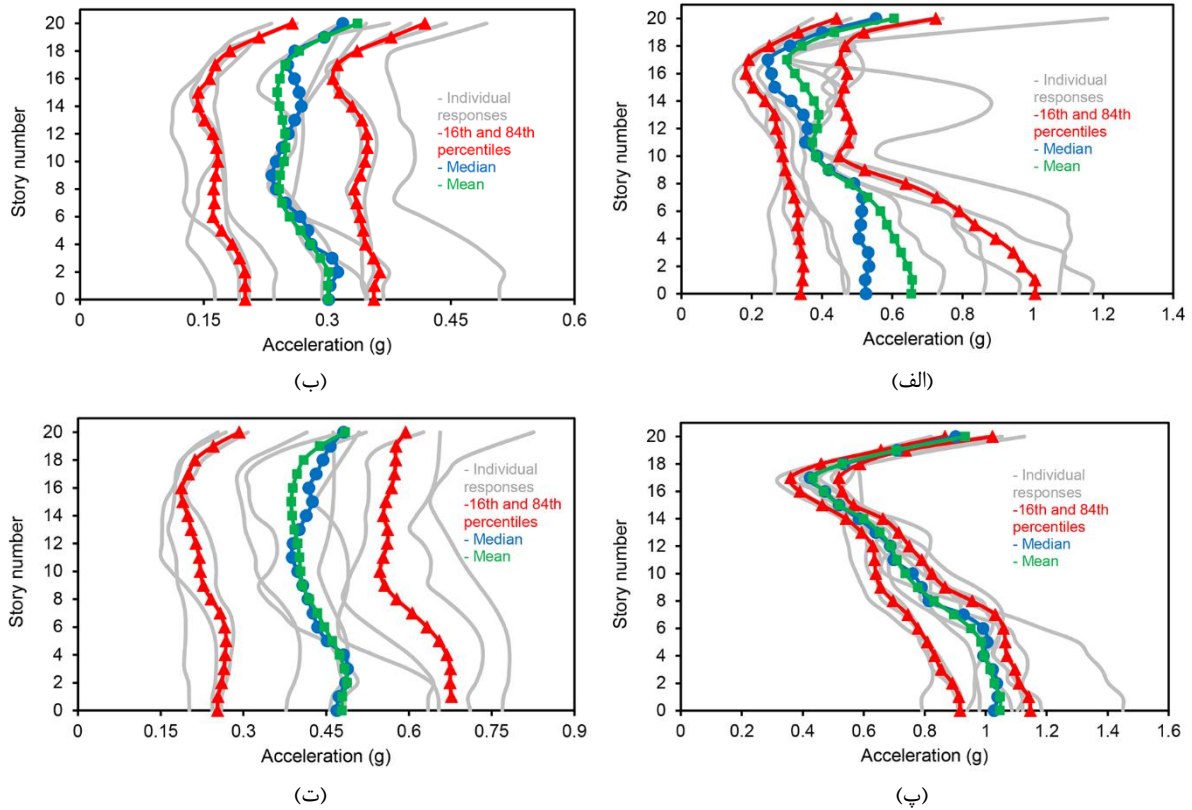 20
18
16
14
12
10
8
6
4
2
0
Story number
- Individual
responses
-16th and 84th
percentiles
- Median
- Mean
0
0.15
0.3
0.45
0.6
Acceleration (g)
(ب)
20
18
16
14
12
10
8
6
4
2
0
Story number
- Individual
responses
-16th and 84th
percentiles
- Median
- Mean
0
0.2
0.4
0.6
0.8
1
1.2
1.4
Acceleration (g)
(الف)
20
18
16
14
12
10
8
6
4
2
0
Story number
- Individual
responses
-16th and 84th
percentiles
- Median
- Mean
0
0.15
0.3
0.45
0.6
0.75
0.9
Acceleration (g)
(ت)
20
18
16
14
12
10
8
6
4
2
0
Story number
- Individual
responses
-16th and 84th
percentiles
- Median
- Mean
0
0.2
0.4
0.6
0.8
1
1.2
1.4
1.6
Acceleration (g)
(پ)